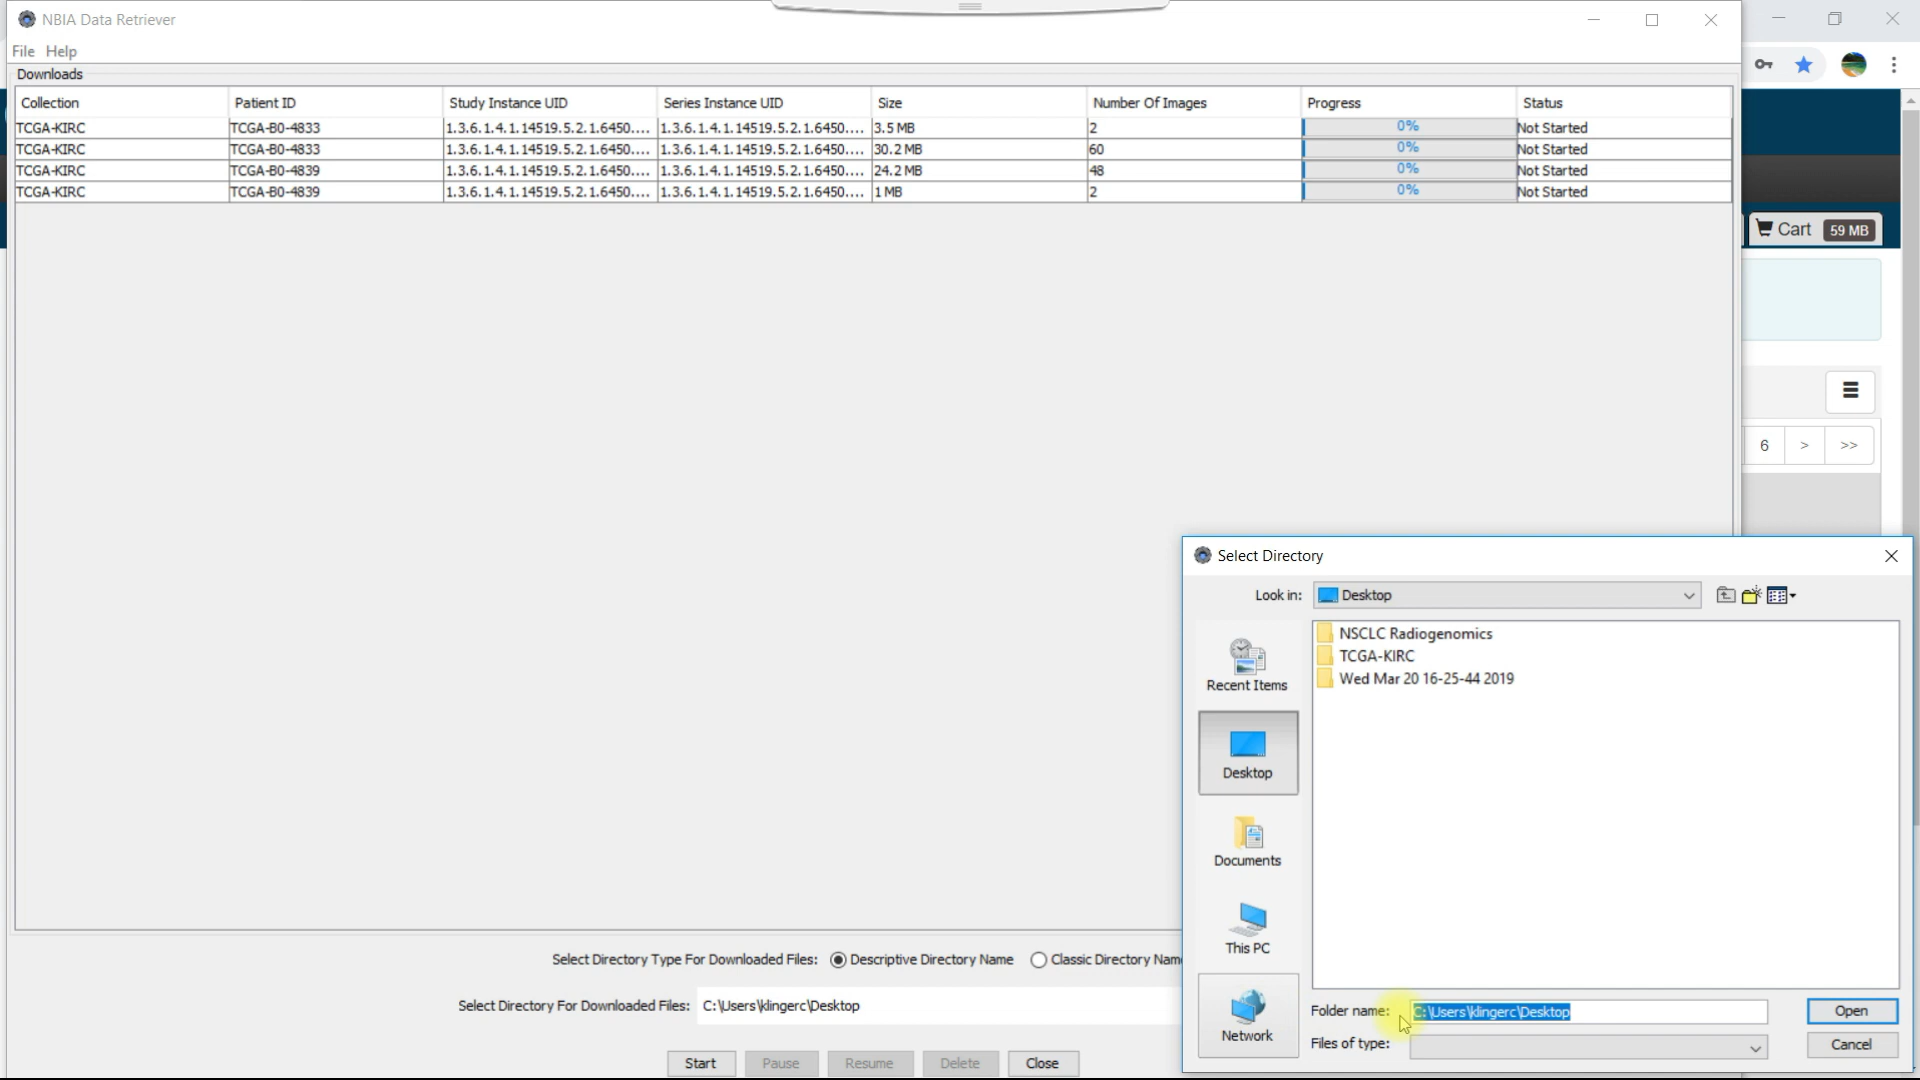 NBIA Data Retriever
File Help
Downloads
Collection Patient ID Study Instance UID Series Instance UID Size Number Of Images Progress Status
TCGA-KIRC TCGA-B0-4833 1.3.6.1.4.1.14519.5.2.1.6450.... 1.3.6.1.4.1.14519.5.2.1.6450.... 3.5 MB 2 0% Not Started
TCGA-KIRC TCGA-B0-4833 1.3.6.1.4.1.14519.5.2.1.6450.... 1.3.6.1.4.1.14519.5.2.1.6450.... 30.2 MB 60 0% Not Started
TCGA-KIRC TCGA-B0-4839 1.3.6.1.4.1.14519.5.2.1.6450.... 1.3.6.1.4.1.14519.5.2.1.6450.... 24.2 MB 48 0% Not Started
TCGA-KIRC TCGA-B0-4839 1.3.6.1.4.1.14519.5.2.1.6450.... 1.3.6.1.4.1.14519.5.2.1.6450.... 1 MB 2 0% Not Started
Cart 59 MB
6 > >>
Select Directory
Look in: Desktop
NSCLC Radiogenomics
TCGA-KIRC
Wed Mar 20 16-25-44 2019
Recent Items
Desktop
Documents
This PC
Network
Folder name: C:\Users\klingerc\Desktop Open
Files of type: Cancel
Select Directory Type For Downloaded Files: Descriptive Directory Name Classic Directory Name
Select Directory For Downloaded Files: C:\Users\klingerc\Desktop
Start Pause Resume Delete Close